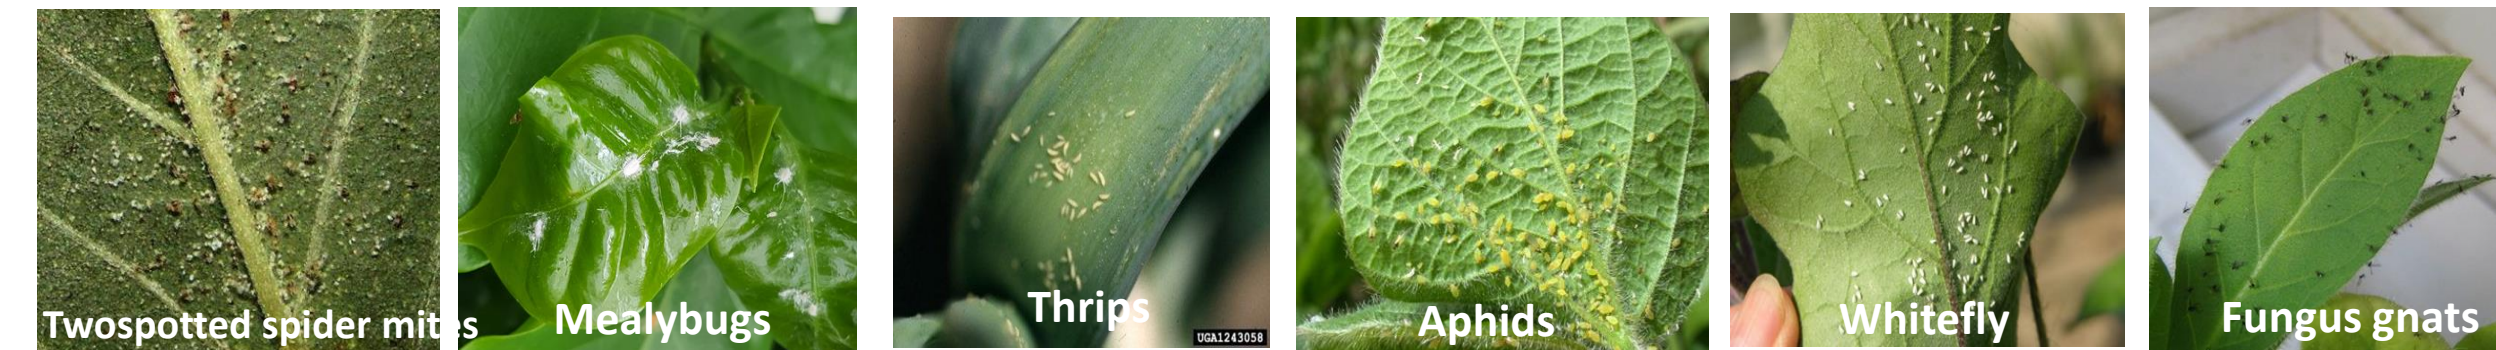 Twospotted spider mites
Mealybugs
Thrips
UGA1243058
Aphids
Whitefly
Fungus gnats